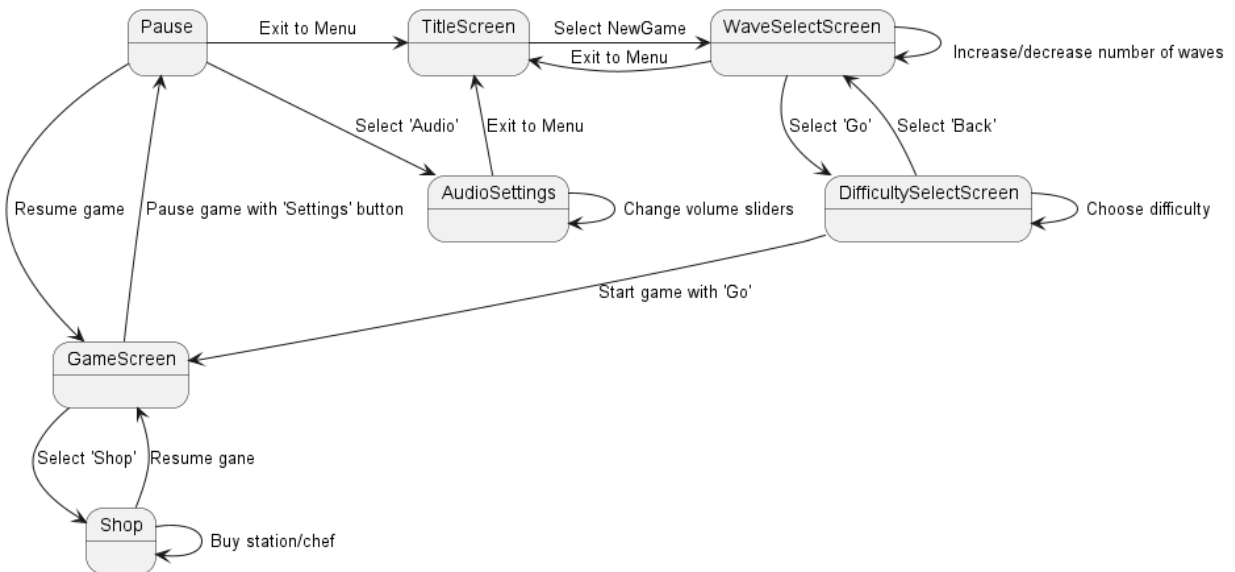 Pause
Exit to Menu
TitleScreen
Select NewGame
WaveSelectScreen
Exit to Menu
Increase/decrease number of waves
Select 'Audio'
Exit to Menu
Select 'Go'
Select 'Back'
AudioSettings
DifficultySelectScreen
Resume game
Pause game with 'Settings' button
Change volume sliders
Choose difficulty
Start game with 'Go'
GameScreen
Select 'Shop'
Resume gane
Shop
Buy station/chef